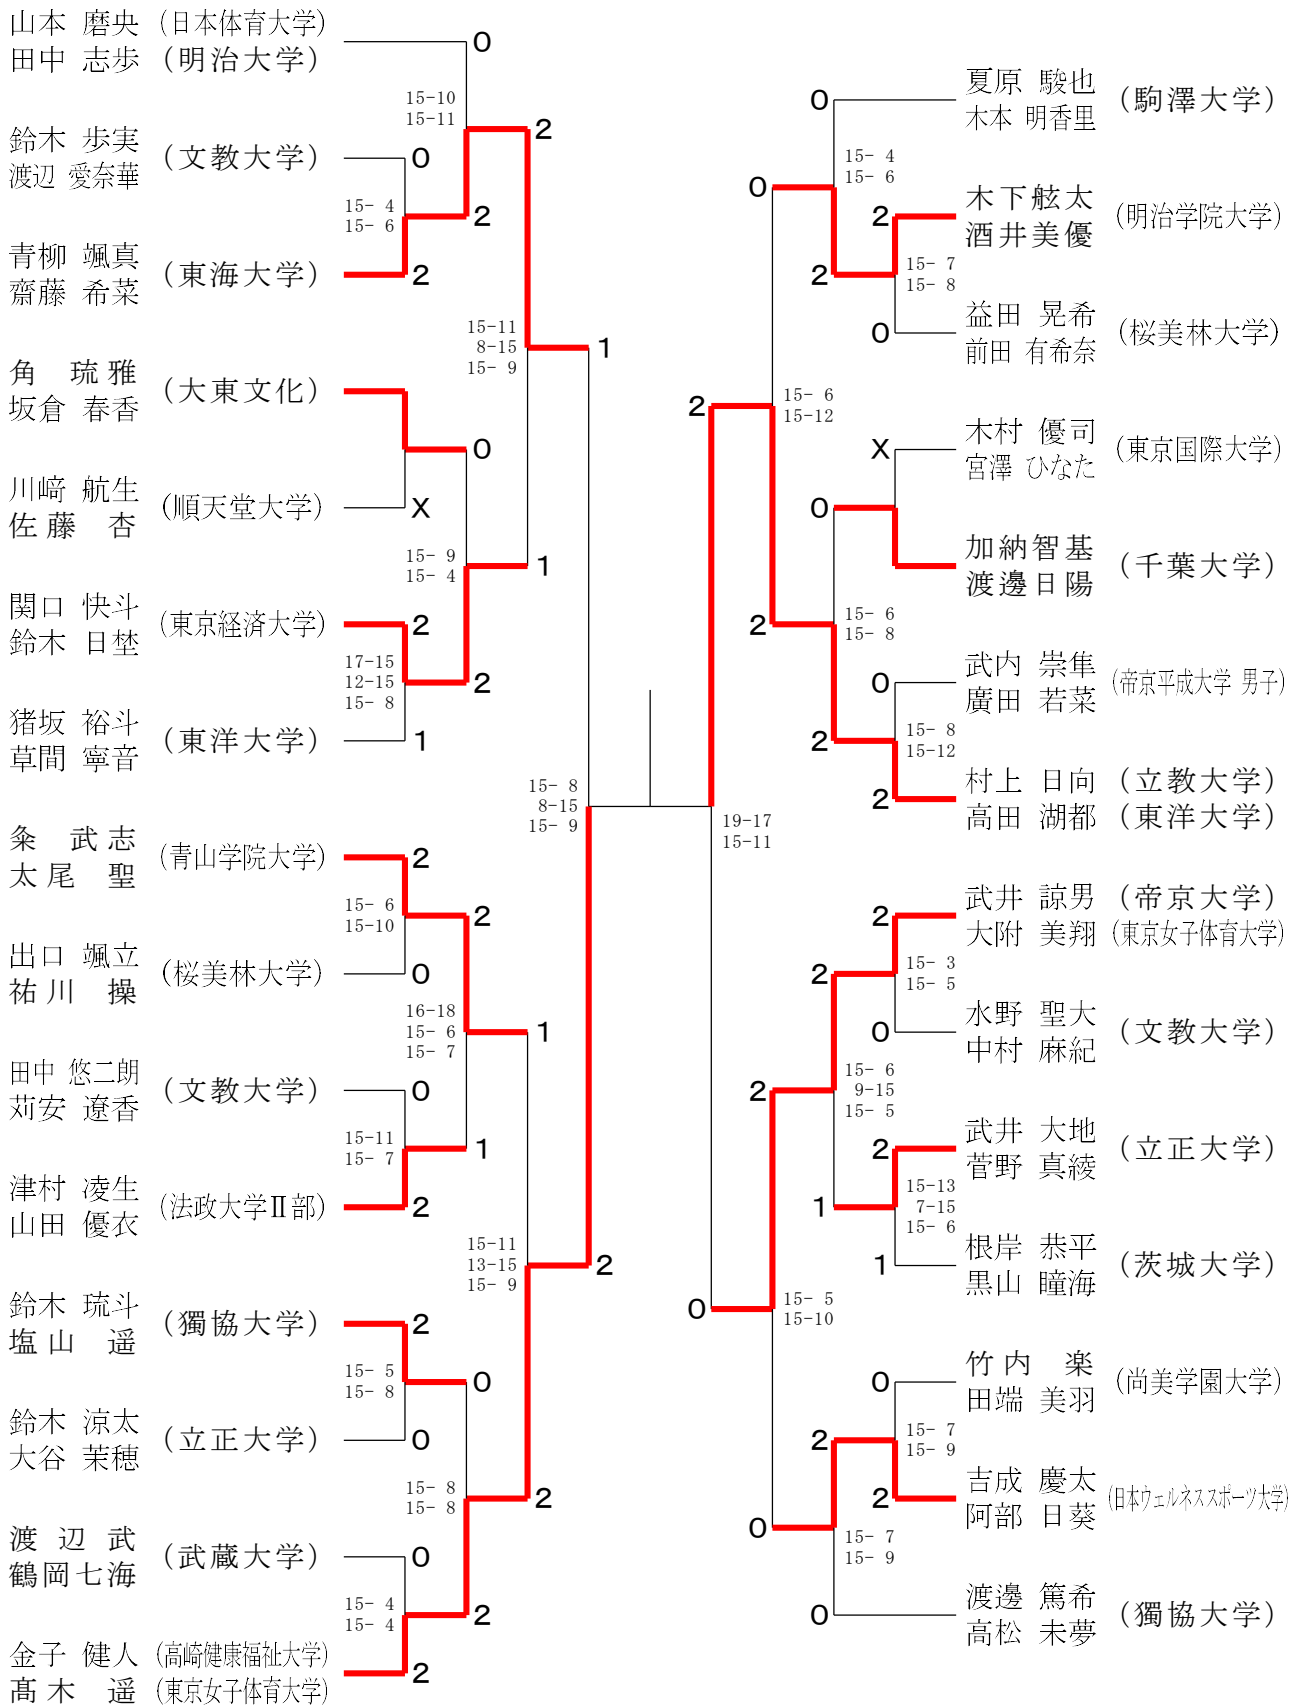 山本 磨央 (日本体育大学)
田中 志歩 (明治大学)
0
15-10
15-11
2
鈴木 歩実
渡辺 愛奈華
(文教大学)
0
15- 4
15- 6
2
青柳 颯真
齋藤 希菜
(東海大学)
2
15-11
8-15
15- 9
1
角 琉雅
坂倉 春香
(大東文化)
0
川﨑 航生
佐藤 杏
(順天堂大学)
X
15- 9
15- 4
1
関口 快斗
鈴木 日埜
(東京経済大学)
2
17-15
12-15
15- 8
2
猪坂 裕斗
草間 寧音
(東洋大学)
1
15- 8
8-15
15- 9
粂 武志
太尾 聖
(青山学院大学)
2
15- 6
15-10
2
出口 颯立
祐川 操
(桜美林大学)
0
16-18
15- 6
15- 7
1
田中 悠二朗
苅安 遼香
(文教大学)
0
15-11
15- 7
1
津村 凌生
山田 優衣
(法政大学Ⅱ部)
2
15-11
13-15
15- 9
2
鈴木 琉斗
塩山 遥
(獨協大学)
2
15- 5
15- 8
0
鈴木 涼太
大谷 茉穂
(立正大学)
0
15- 8
15- 8
2
渡辺 武
鶴岡七海
(武蔵大学)
0
15- 4
15- 4
2
金子 健人 (高崎健康福祉大学)
髙木 遥 (東京女子体育大学)
2
0
夏原 駿也
木本 明香里
(駒澤大学)
15- 4
15- 6
0
木下舷太
酒井美優
(明治学院大学)
2
2
15- 7
15- 8
益田 晃希
前田 有希奈
(桜美林大学)
0
2
15- 6
15-12
木村 優司
宮澤 ひなた
(東京国際大学)
X
0
加納智基
渡邊日陽
(千葉大学)
2
15- 6
15- 8
武内 崇隼
廣田 若菜
(帝京平成大学 男子)
0
2
15- 8
15-12
村上 日向 (立教大学)
高田 湖都 (東洋大学)
2
19-17
15-11
武井 諒男 (帝京大学)
大附 美翔 (東京女子体育大学)
2
2
15- 3
15- 5
水野 聖大
中村 麻紀
(文教大学)
0
2
15- 6
9-15
15- 5
武井 大地
菅野 真綾
(立正大学)
2
1
15-13
7-15
15- 6
根岸 恭平
黒山 瞳海
(茨城大学)
1
0
15- 5
15-10
竹内 楽
田端 美羽
(尚美学園大学)
0
2
15- 7
15- 9
吉成 慶太
阿部 日葵
(日本ウェルネススポーツ大学)
2
0
15- 7
15- 9
渡邊 篤希
高松 未夢
(獨協大学)
0